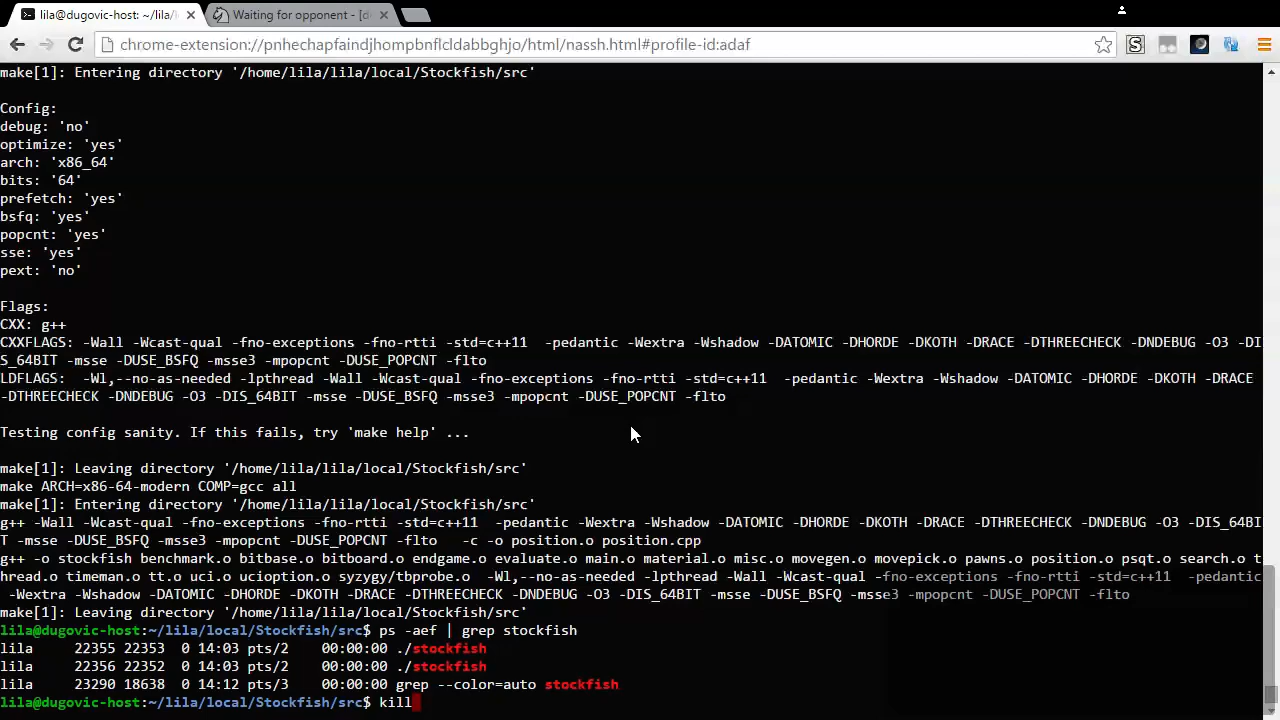 lila@dugovic-host: ~/lila/l
Waiting for opponent - [d
chrome-extension://pnhechapfaindjhompbnflcldabbghjo/html/nassh.html#profile-id:adaf
make[1]: Entering directory '/home/lila/lila/local/Stockfish/src'
Config:
debug: 'no'
optimize: 'yes'
arch: 'x86_64'
bits: '64'
prefetch: 'yes'
bsfq: 'yes'
popcnt: 'yes'
sse: 'yes'
pext: 'no'
Flags:
CXX: g++
CXXFLAGS: -Wall -Wcast-qual -fno-exceptions -fno-rtti -std=c++11  -pedantic -Wextra -Wshadow -DATOMIC -DHORDE -DKOTH -DRACE -DTHREECHECK -DNDEBUG -O3 -DI
S_64BIT -msse -DUSE_BSFQ -msse3 -mpopcnt -DUSE_POPCNT -flto
LDFLAGS:  -Wl,--no-as-needed -lpthread -Wall -Wcast-qual -fno-exceptions -fno-rtti -std=c++11  -pedantic -Wextra -Wshadow -DATOMIC -DHORDE -DKOTH -DRACE
-DTHREECHECK -DNDEBUG -O3 -DIS_64BIT -msse -DUSE_BSFQ -msse3 -mpopcnt -DUSE_POPCNT -flto
Testing config sanity. If this fails, try 'make help' ...
make[1]: Leaving directory '/home/lila/lila/local/Stockfish/src'
make ARCH=x86-64-modern COMP=gcc all
make[1]: Entering directory '/home/lila/lila/local/Stockfish/src'
g++ -Wall -Wcast-qual -fno-exceptions -fno-rtti -std=c++11  -pedantic -Wextra -Wshadow -DATOMIC -DHORDE -DKOTH -DRACE -DTHREECHECK -DNDEBUG -O3 -DIS_64BI
T -msse -DUSE_BSFQ -msse3 -mpopcnt -DUSE_POPCNT -flto   -c -o position.o position.cpp
g++ -o stockfish benchmark.o bitbase.o bitboard.o endgame.o evaluate.o main.o material.o misc.o movegen.o movepick.o pawns.o position.o psqt.o search.o t
hread.o timeman.o tt.o uci.o ucioption.o syzygy/tbprobe.o  -Wl,--no-as-needed -lpthread -Wall -Wcast-qual -fno-exceptions -fno-rtti -std=c++11  -pedantic
 -Wextra -Wshadow -DATOMIC -DHORDE -DKOTH -DRACE -DTHREECHECK -DNDEBUG -O3 -DIS_64BIT -msse -DUSE_BSFQ -msse3 -mpopcnt -DUSE_POPCNT -flto
make[1]: Leaving directory '/home/lila/lila/local/Stockfish/src'
lila@dugovic-host:~/lila/local/Stockfish/src$ ps -aef | grep stockfish
lila     22355 22353  0 14:03 pts/2    00:00:00 ./stockfish
lila     22356 22352  0 14:03 pts/2    00:00:00 ./stockfish
lila     23290 18638  0 14:12 pts/3    00:00:00 grep --color=auto stockfish
lila@dugovic-host:~/lila/local/Stockfish/src$ kill